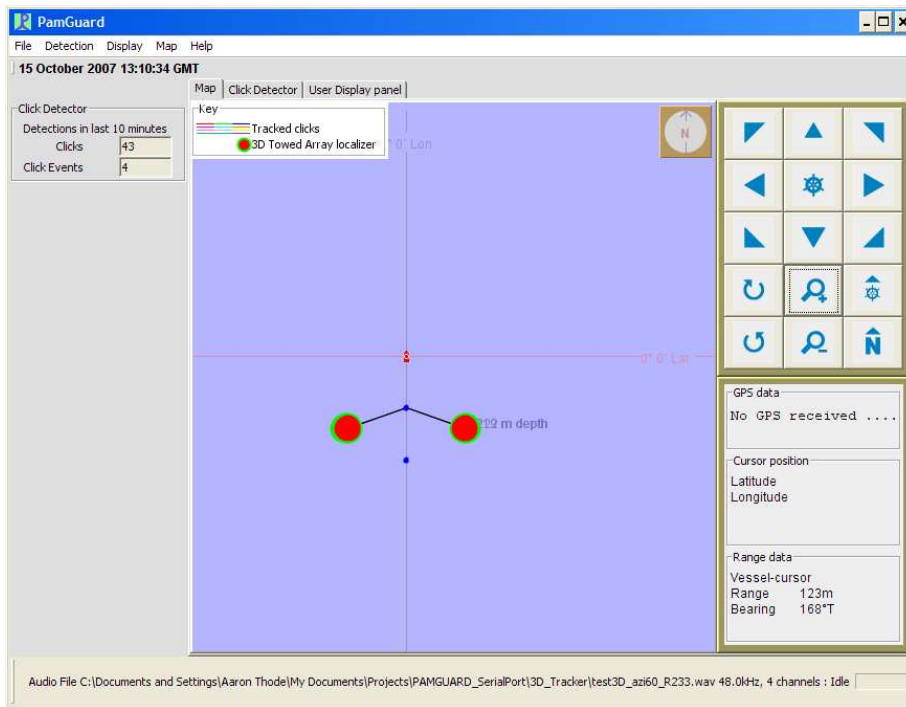 PamGuard
File Detection Display Map Help
15 October 2007 13:10:34 GMT
Map Click Detector User Display panel
Click Detector
Detections in last 10 minutes
Clicks 43
Click Events 4
Key
Tracked clicks
3D Towed Array localizer
0' Lon
N
0° 0' Lat
m depth
N
GPS data
No GPS received ....
Cursor position
Latitude
Longitude
Range data
Vessel-cursor
Range 123m
Bearing 168°T
Audio File C:\Documents and Settings\Aaron Thode\My Documents\Projects\PAMGUARD_SerialPort\3D_Tracker\test3D_azi60_R233.wav 48.0kHz, 4 channels : Idle